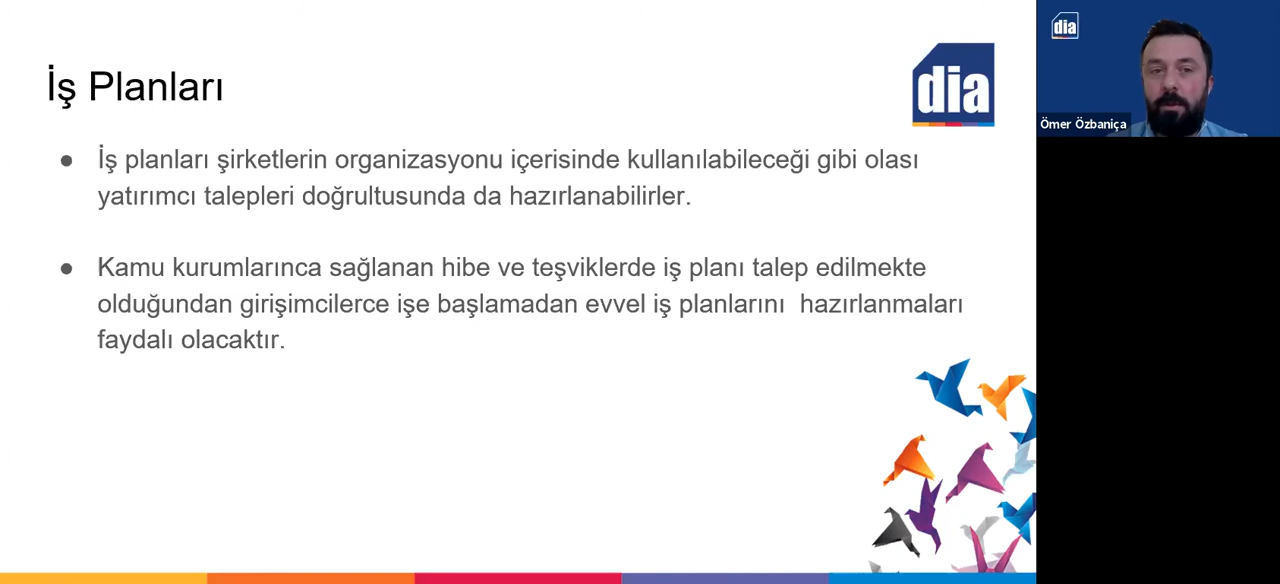 İş Planları
dia
● İş planları şirketlerin organizasyonu içerisinde kullanılabileceği gibi olası
yatırımcı talepleri doğrultusunda da hazırlanabilirler.
● Kamu kurumlarınca sağlanan hibe ve teşviklerde iş planı talep edilmekte
olduğundan girişimcilerce işe başlamadan evvel iş planlarını  hazırlanmaları
faydalı olacaktır.
dia
Ömer Özbaniça